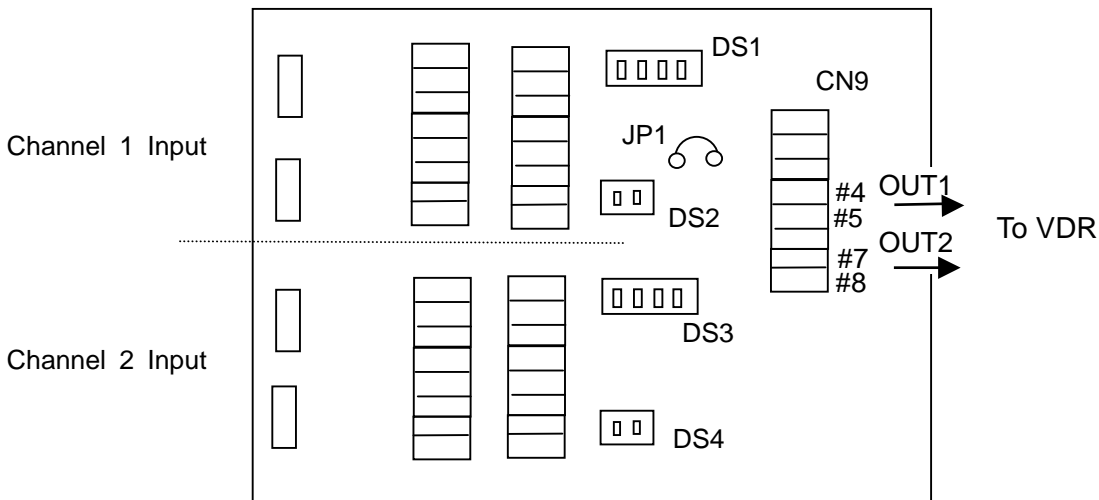 DS1
CN9
Channel 1 Input
JP1
#4 OUT1
DS2
#5
To VDR
OUT2
#7
#8
DS3
Channel 2 Input
DS4